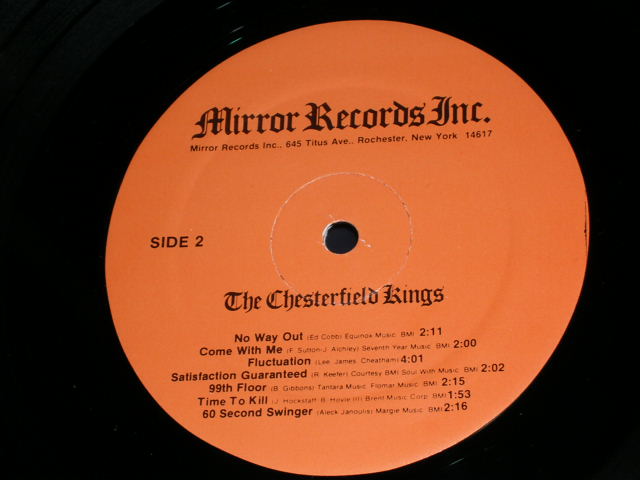 Mirror Records Inc.
Mirror Records Inc., 645 Titus Ave., Rochester, New York 14617
SIDE 2
The Chesterfield Kings
No Way Out (Ed Cobb) Equinox Music BMI 2:11
Come With Me (F. Sutton-J. Alchley) Seventh Year Music BMI 2:00
Fluctuation (Lee, James, Cheatham) 4:01
Satisfaction Guaranteed (R. Keefer) Courtesy BMI Soul With Music BMI 2:02
99th Floor (B. Gibbons) Tantara Music Flomar Music BMI 2:15
Time To Kill (J. Hockstaff B. Hovie III) Brent Music Corp. BMI 1:53
60 Second Swinger (Aleck Janoulis) Margie Music BMI 2:16